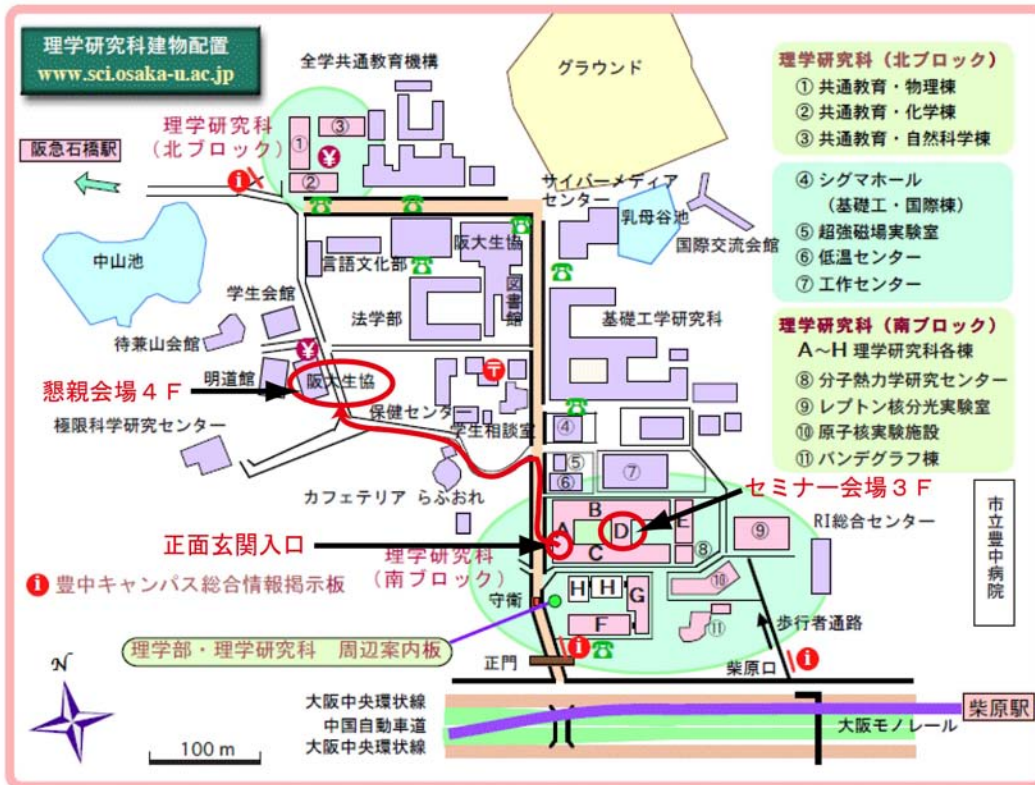 理学研究科建物配置
www.sci.osaka-u.ac.jp
全学共通教育機構
グラウンド
理学研究科(北ブロック)
① 共通教育・物理棟
② 共通教育・化学棟
③ 共通教育・自然科学棟
理学研究科
(北ブロック)
①
③
②
¥
阪急石橋駅
i
④ シグマホール
(基礎工・国際棟)
⑤ 超強磁場実験室
⑥ 低温センター
⑦ 工作センター
サイバーメディア
センター
乳母谷池
国際交流会館
中山池
言語文化部
阪大生協
図書館
学生会館
法学部
基礎工学研究科
待兼山会館
理学研究科(南ブロック)
A~H 理学研究科各棟
⑧ 分子熱力学研究センター
⑨ レプトン核分光実験室
⑩ 原子核実験施設
⑪ バンデグラフ棟
¥
明道館
阪大生協
〒
懇親会場4F
保健センター
学生相談室
極限科学研究センター
④
⑤
⑥
⑦
カフェテリア らふおれ
セミナー会場3F
B
A
D
E
C
⑧
⑨
RI総合センター
市立豊中病院
正面玄関入口
理学研究科
(南ブロック)
i 豊中キャンパス総合情報掲示板
守衛
H
H
G
F
⑩
⑪
歩行者通路
理学部・理学研究科 周辺案内板
正門
i
柴原口
i
N
大阪中央環状線
中国自動車道
大阪中央環状線
大阪モノレール
柴原駅
100 m